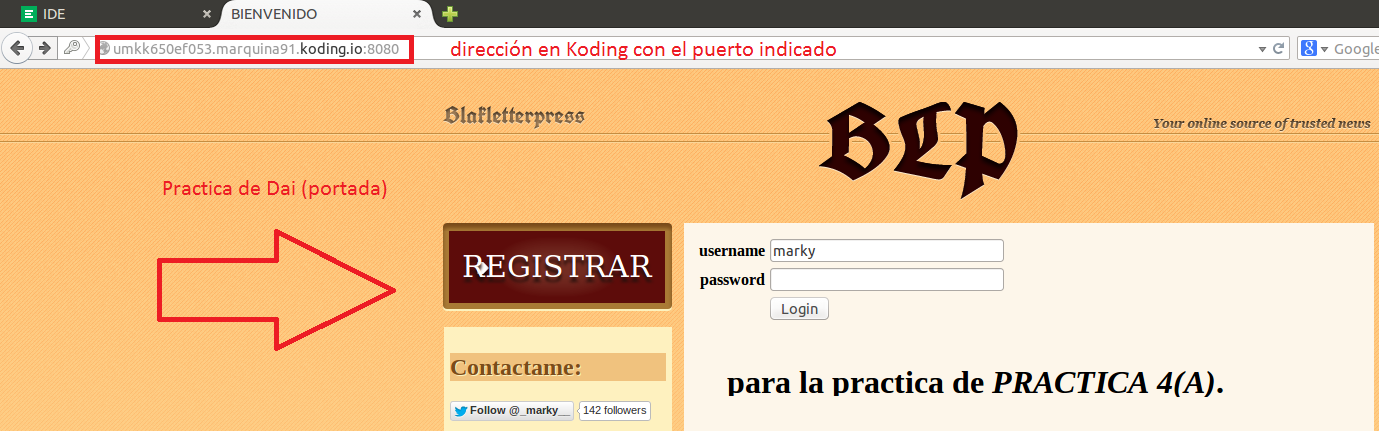 IDE
BIENVENIDO
umkk650ef053.marquina91.koding.io:8080
dirección en Koding con el puerto indicado
Google
Blakletterpress
BLP
Your online source of trusted news
Practica de Dai (portada)
REGISTRAR
username marky
password
Login
Contactame:
para la practica de PRACTICA 4(A).
Follow @_marky__ 142 followers